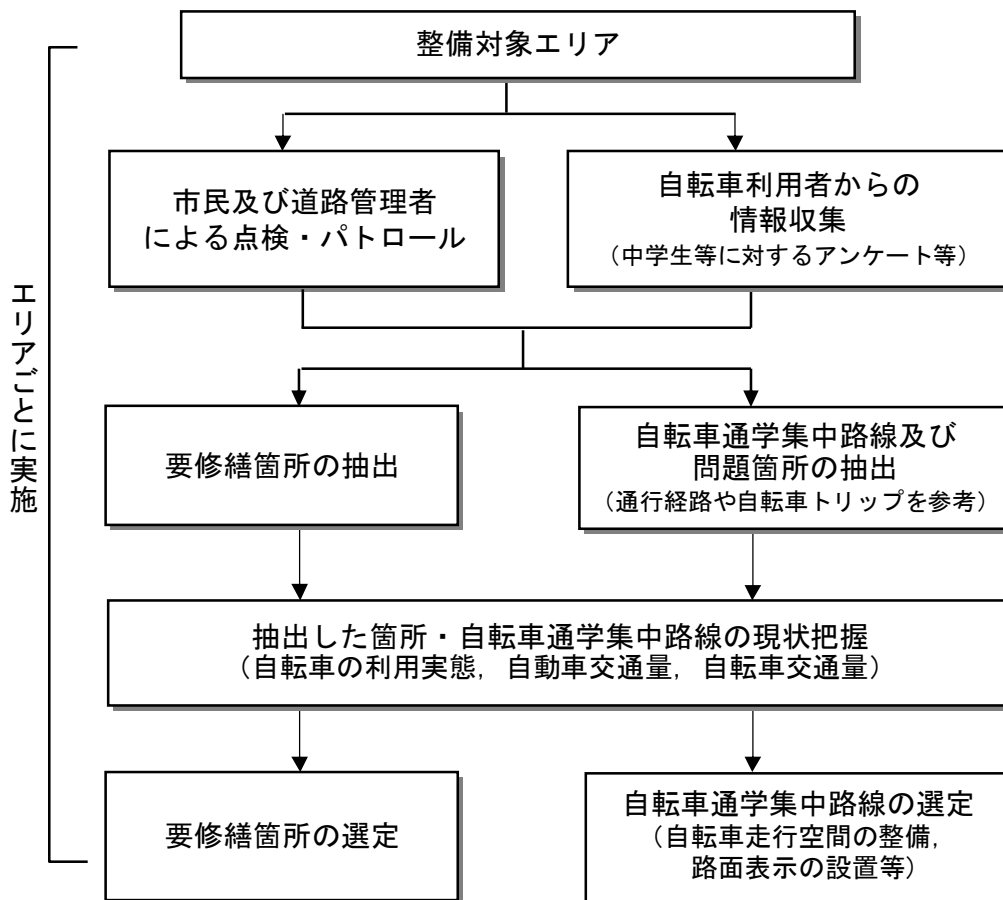 整備対象エリア
市民及び道路管理者
による点検・パトロール
自転車利用者からの
情報収集
（中学生等に対するアンケート等）
エリアごとに実施
要修繕箇所の抽出
自転車通学集中路線及び
問題箇所の抽出
（通行経路や自転車トリップを参考）
抽出した箇所・自転車通学集中路線の現状把握
（自転車の利用実態，自動車交通量，自転車交通量）
要修繕箇所の選定
自転車通学集中路線の選定
（自転車走行空間の整備，
路面表示の設置等）